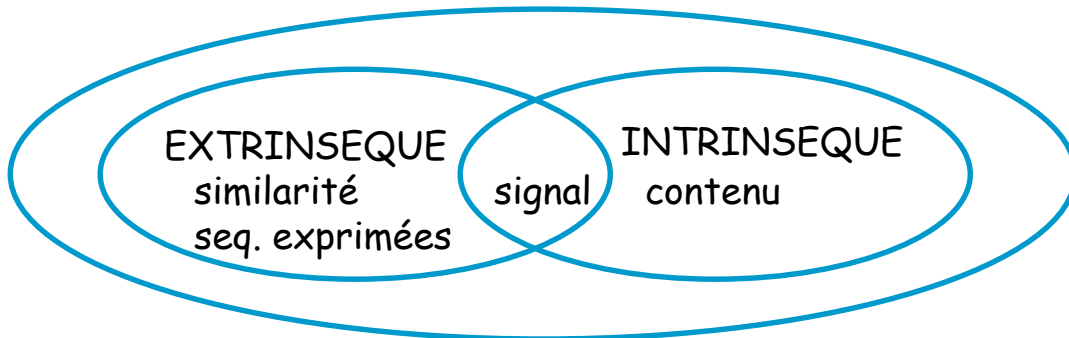 EXTRINSEQUE
similarité
seq. exprimées
signal
INTRINSEQUE
contenu